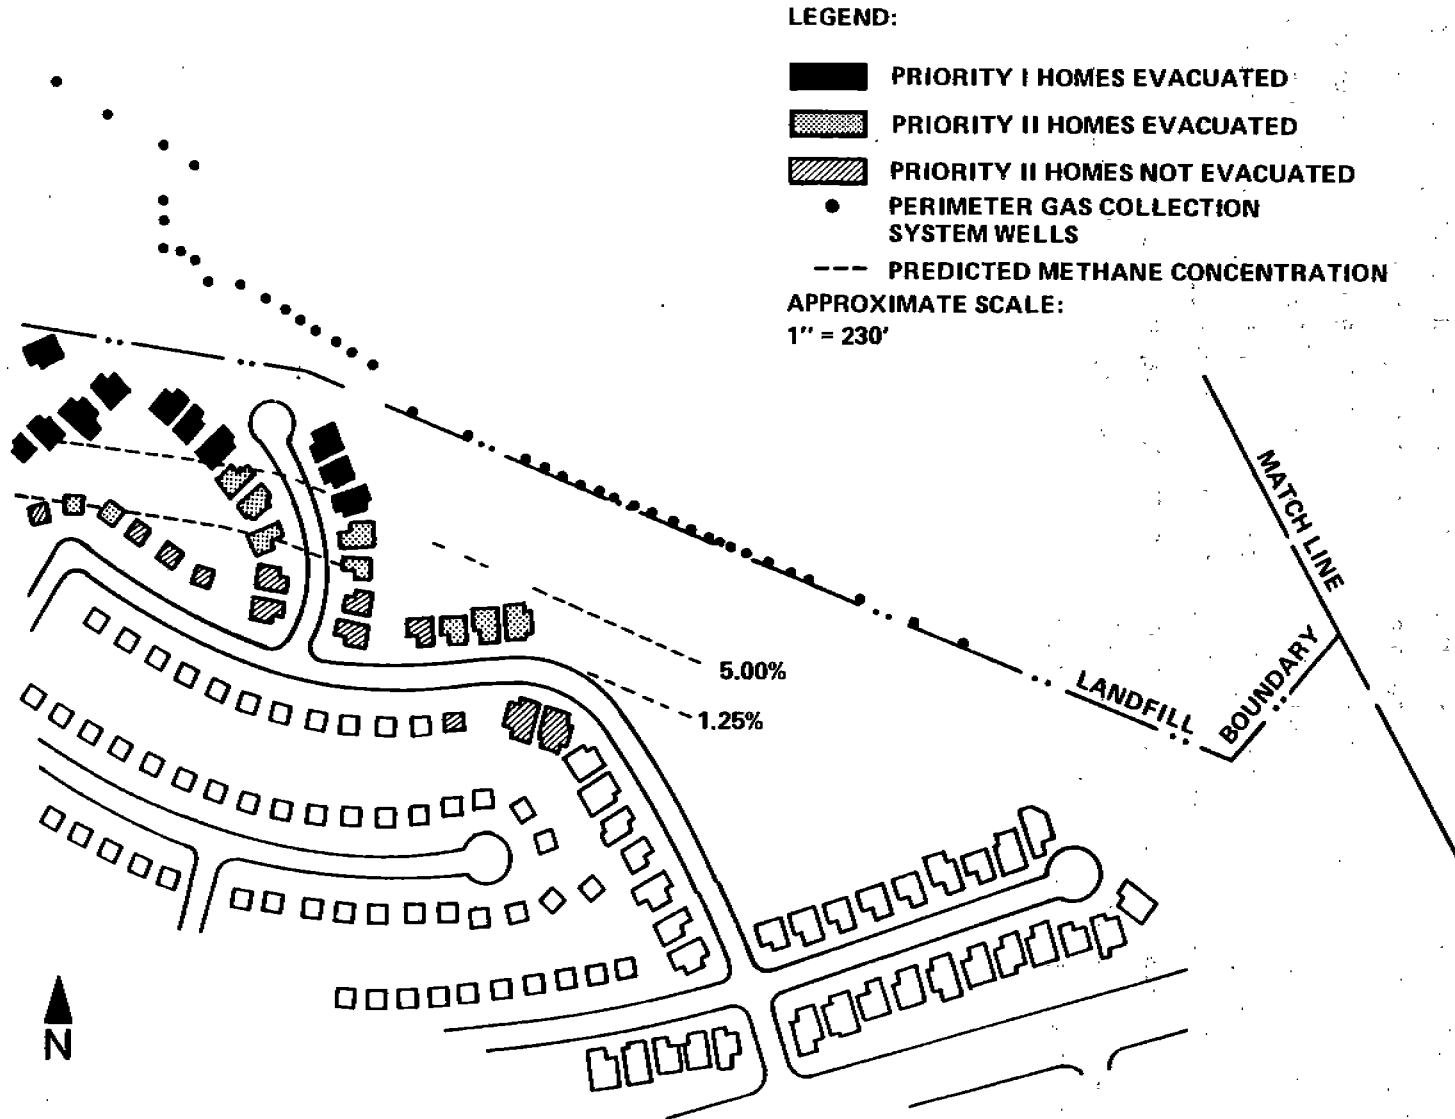 LEGEND:
PRIORITY I HOMES EVACUATED
PRIORITY II HOMES EVACUATED
PRIORITY II HOMES NOT EVACUATED
PERIMETER GAS COLLECTION
SYSTEM WELLS
PREDICTED METHANE CONCENTRATION
APPROXIMATE SCALE:
1" = 230'
MATCH LINE
5.00%
1.25%
LANDFILL
BOUNDARY
N